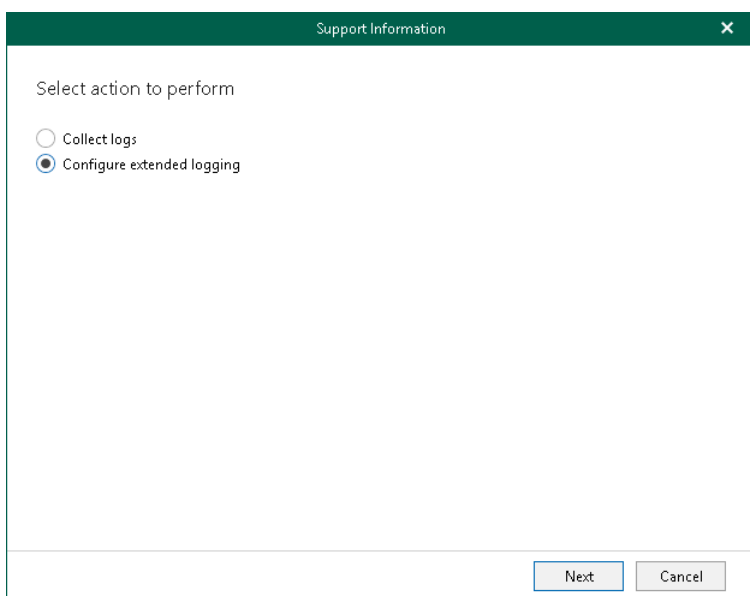 Support Information
Select action to perform
Collect logs
Configure extended logging
Next
Cancel